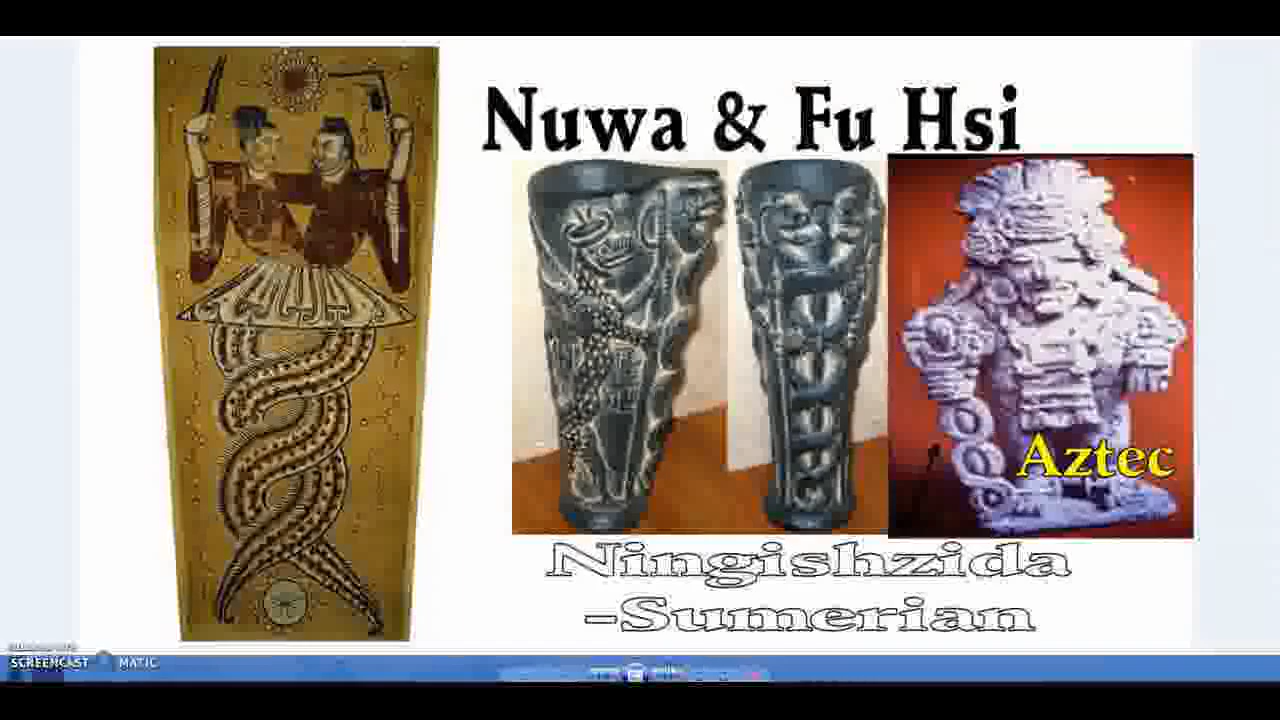 Nuwa & Fu Hsi
Aztec
Ningishzida
-Sumerian
SCREENCAST MATIC